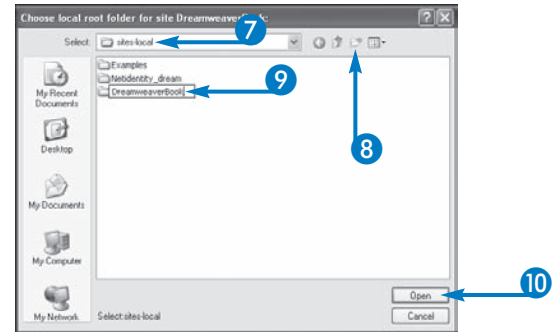 Choose local root folder for site DreamweaverBook:
7
Select: sites-local
Examples
Netidentity_dream
DreamweaverBook
9
8
My Recent
Documents
Desktop
My Documents
My Computer
My Network
Select:sites-local
Open
10
Cancel